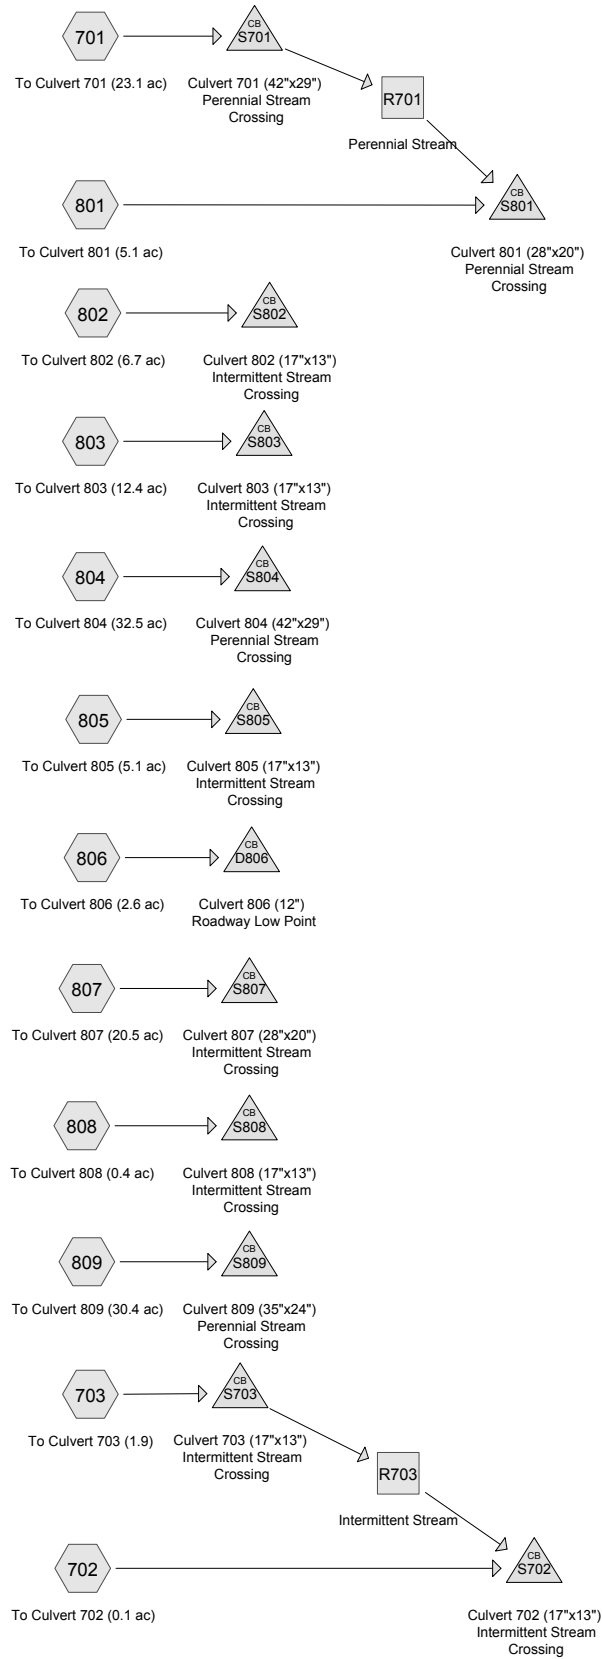 701
CB
S701
To Culvert 701 (23.1 ac)
Culvert 701 (42"x29")
Perennial Stream
Crossing
R701
Perennial Stream
801
CB
S801
To Culvert 801 (5.1 ac)
Culvert 801 (28"x20")
Perennial Stream
Crossing
802
CB
S802
To Culvert 802 (6.7 ac)
Culvert 802 (17"x13")
Intermittent Stream
Crossing
803
CB
S803
To Culvert 803 (12.4 ac)
Culvert 803 (17"x13")
Intermittent Stream
Crossing
804
CB
S804
To Culvert 804 (32.5 ac)
Culvert 804 (42"x29")
Perennial Stream
Crossing
805
CB
S805
To Culvert 805 (5.1 ac)
Culvert 805 (17"x13")
Intermittent Stream
Crossing
806
CB
D806
To Culvert 806 (2.6 ac)
Culvert 806 (12")
Roadway Low Point
807
CB
S807
To Culvert 807 (20.5 ac)
Culvert 807 (28"x20")
Intermittent Stream
Crossing
808
CB
S808
To Culvert 808 (0.4 ac)
Culvert 808 (17"x13")
Intermittent Stream
Crossing
809
CB
S809
To Culvert 809 (30.4 ac)
Culvert 809 (35"x24")
Perennial Stream
Crossing
703
CB
S703
To Culvert 703 (1.9)
Culvert 703 (17"x13")
Intermittent Stream
Crossing
R703
Intermittent Stream
702
CB
S702
To Culvert 702 (0.1 ac)
Culvert 702 (17"x13")
Intermittent Stream
Crossing